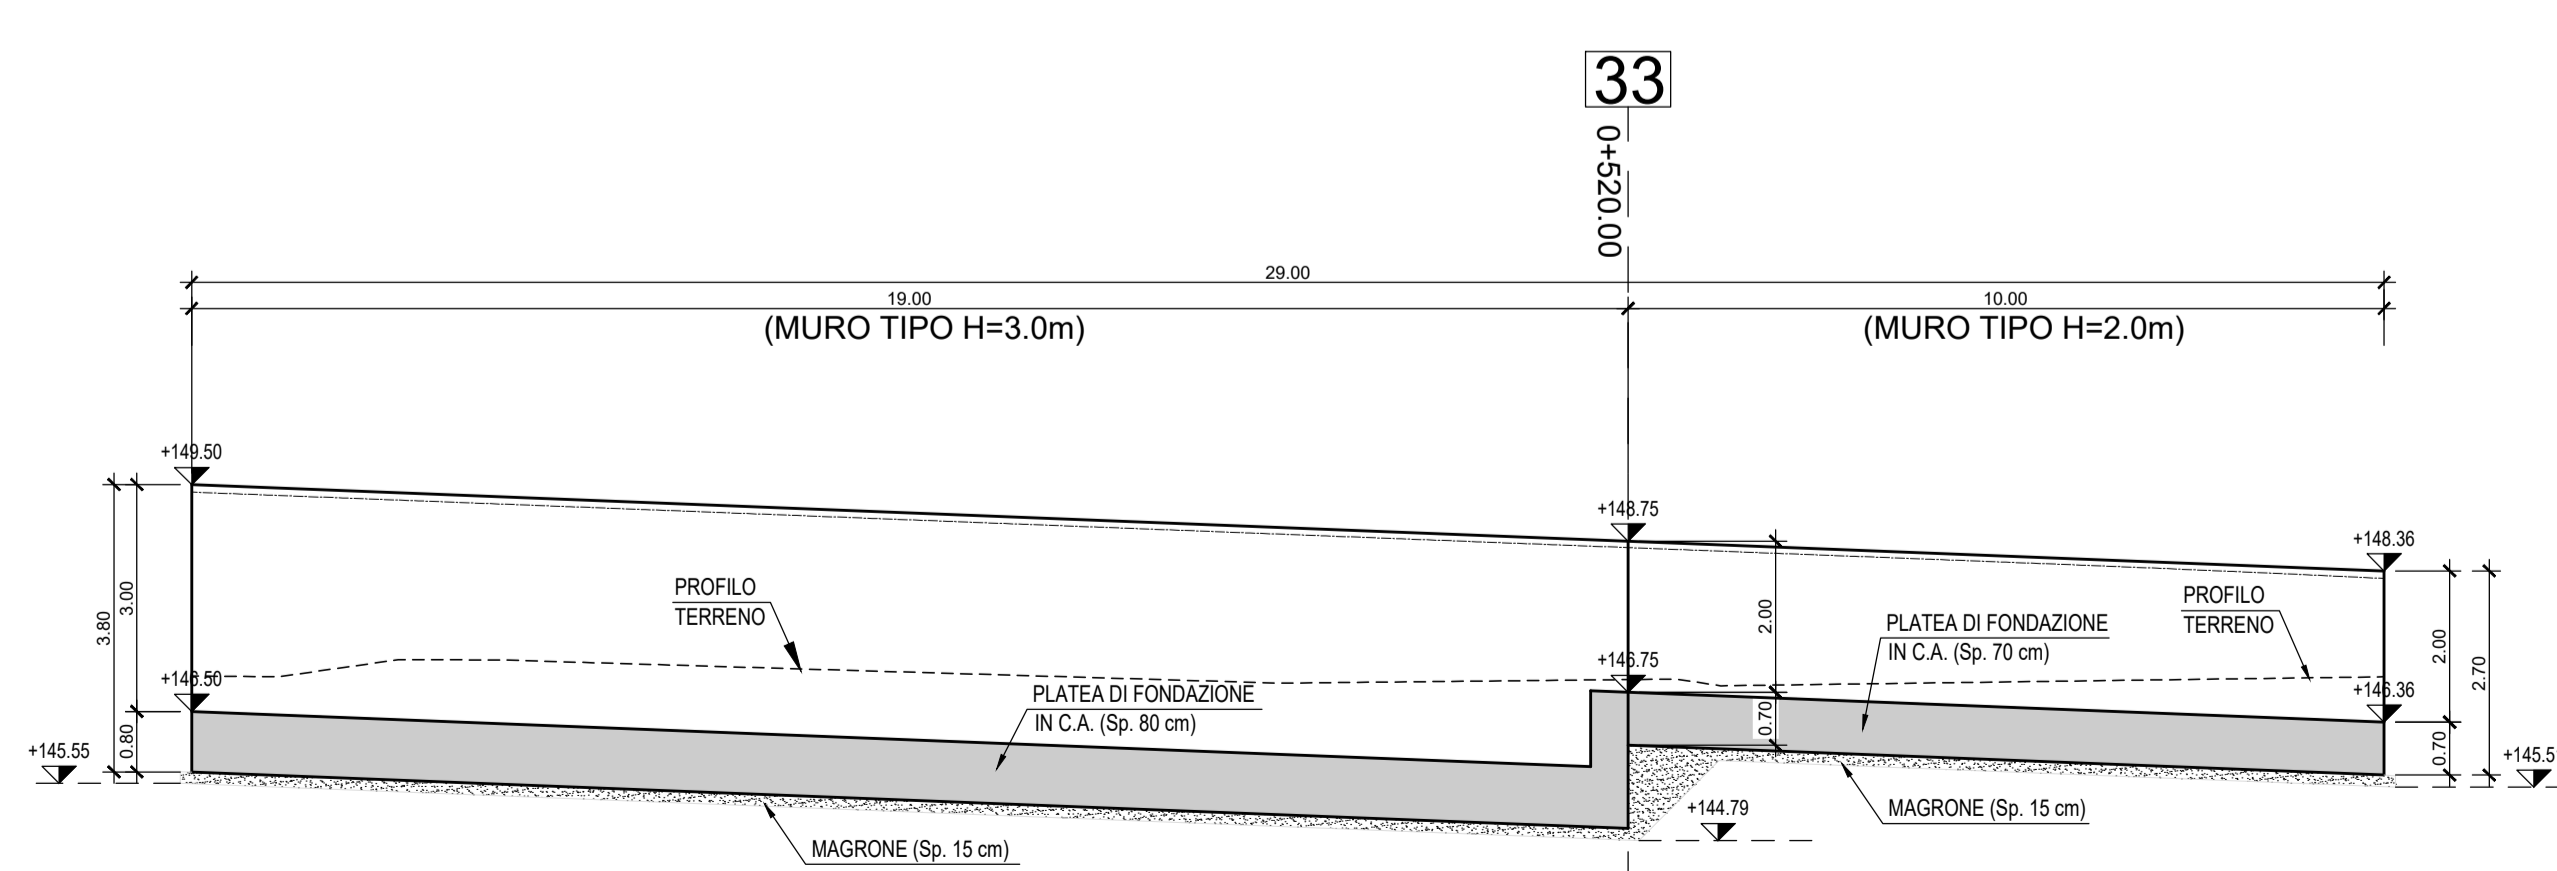 33
0+520.00
29.00
19.00
10.00
(MURO TIPO H=3.0m)
(MURO TIPO H=2.0m)
+149.50
+148.75
+148.36
3.80
3.00
0.80
PROFILO
TERRENO
+146.50
+145.55
PLATEA DI FONDAZIONE
IN C.A. (Sp. 80 cm)
MAGRONE (Sp. 15 cm)
2.00
+146.75
0.70
PLATEA DI FONDAZIONE
IN C.A. (Sp. 70 cm)
PROFILO
TERRENO
+146.36
2.00
2.70
0.70
+145.5
+144.79
MAGRONE (Sp. 15 cm)